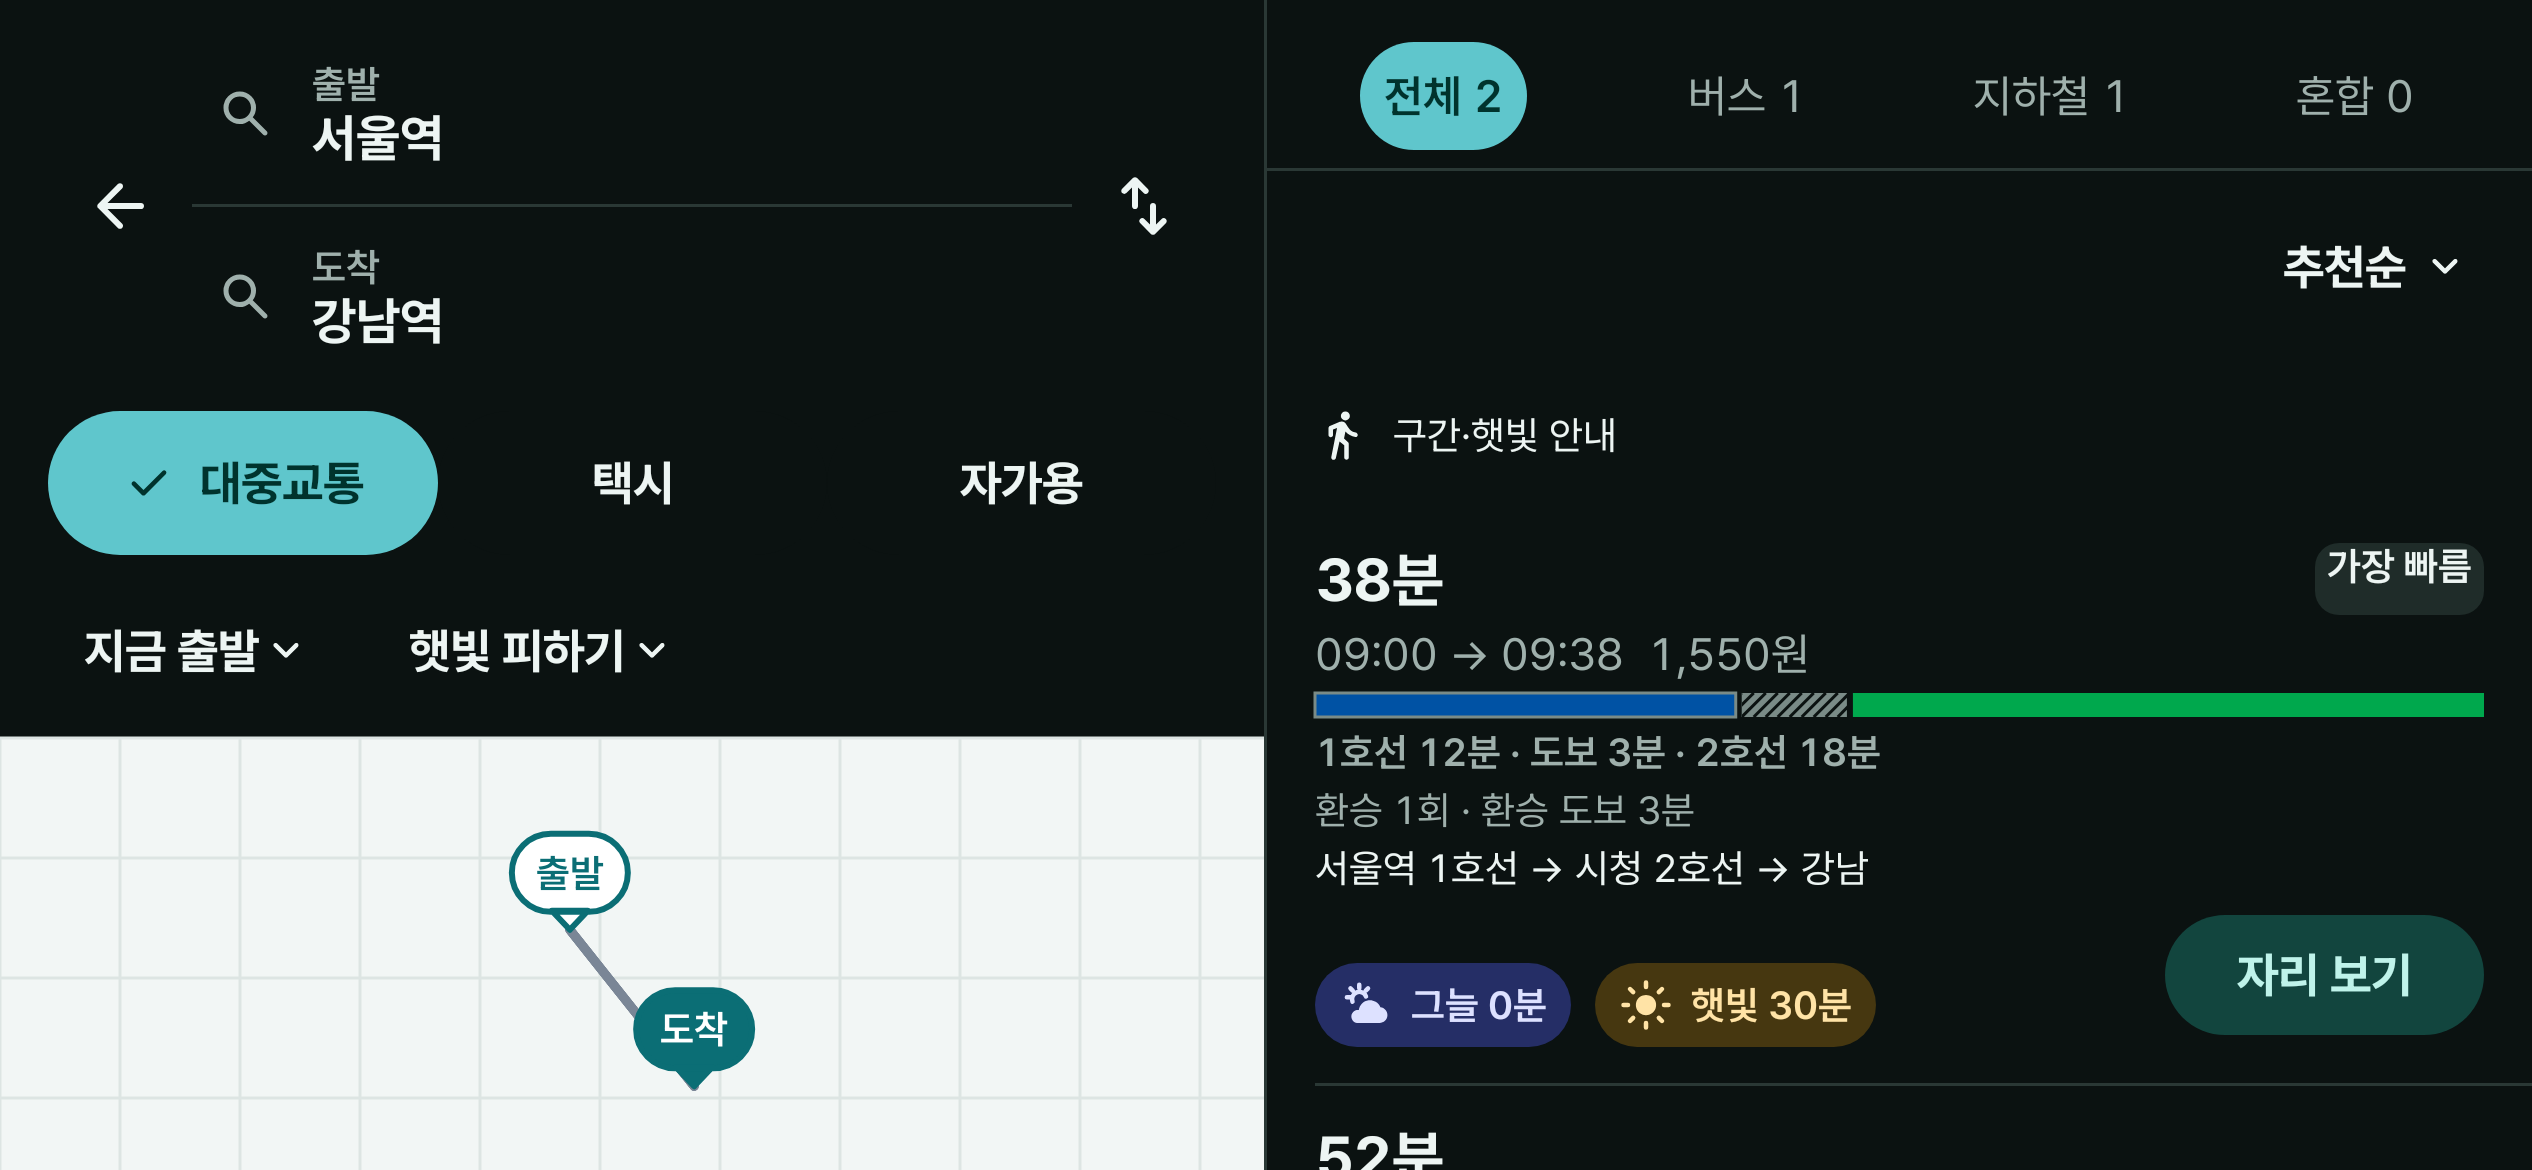 출발
서울역
도착
강남역
대중교통
택시
자가용
지금 출발
햇빛 피하기
출발
도착
전체 2
버스 1
지하철 1
혼합 0
추천순
구간·햇빛 안내
38분
가장 빠름
09:00 → 09:38 1,550원
1호선 12분 · 도보 3분 · 2호선 18분
환승 1회 · 환승 도보 3분
서울역 1호선 → 시청 2호선 → 강남
그늘 0분
햇빛 30분
자리 보기
52분